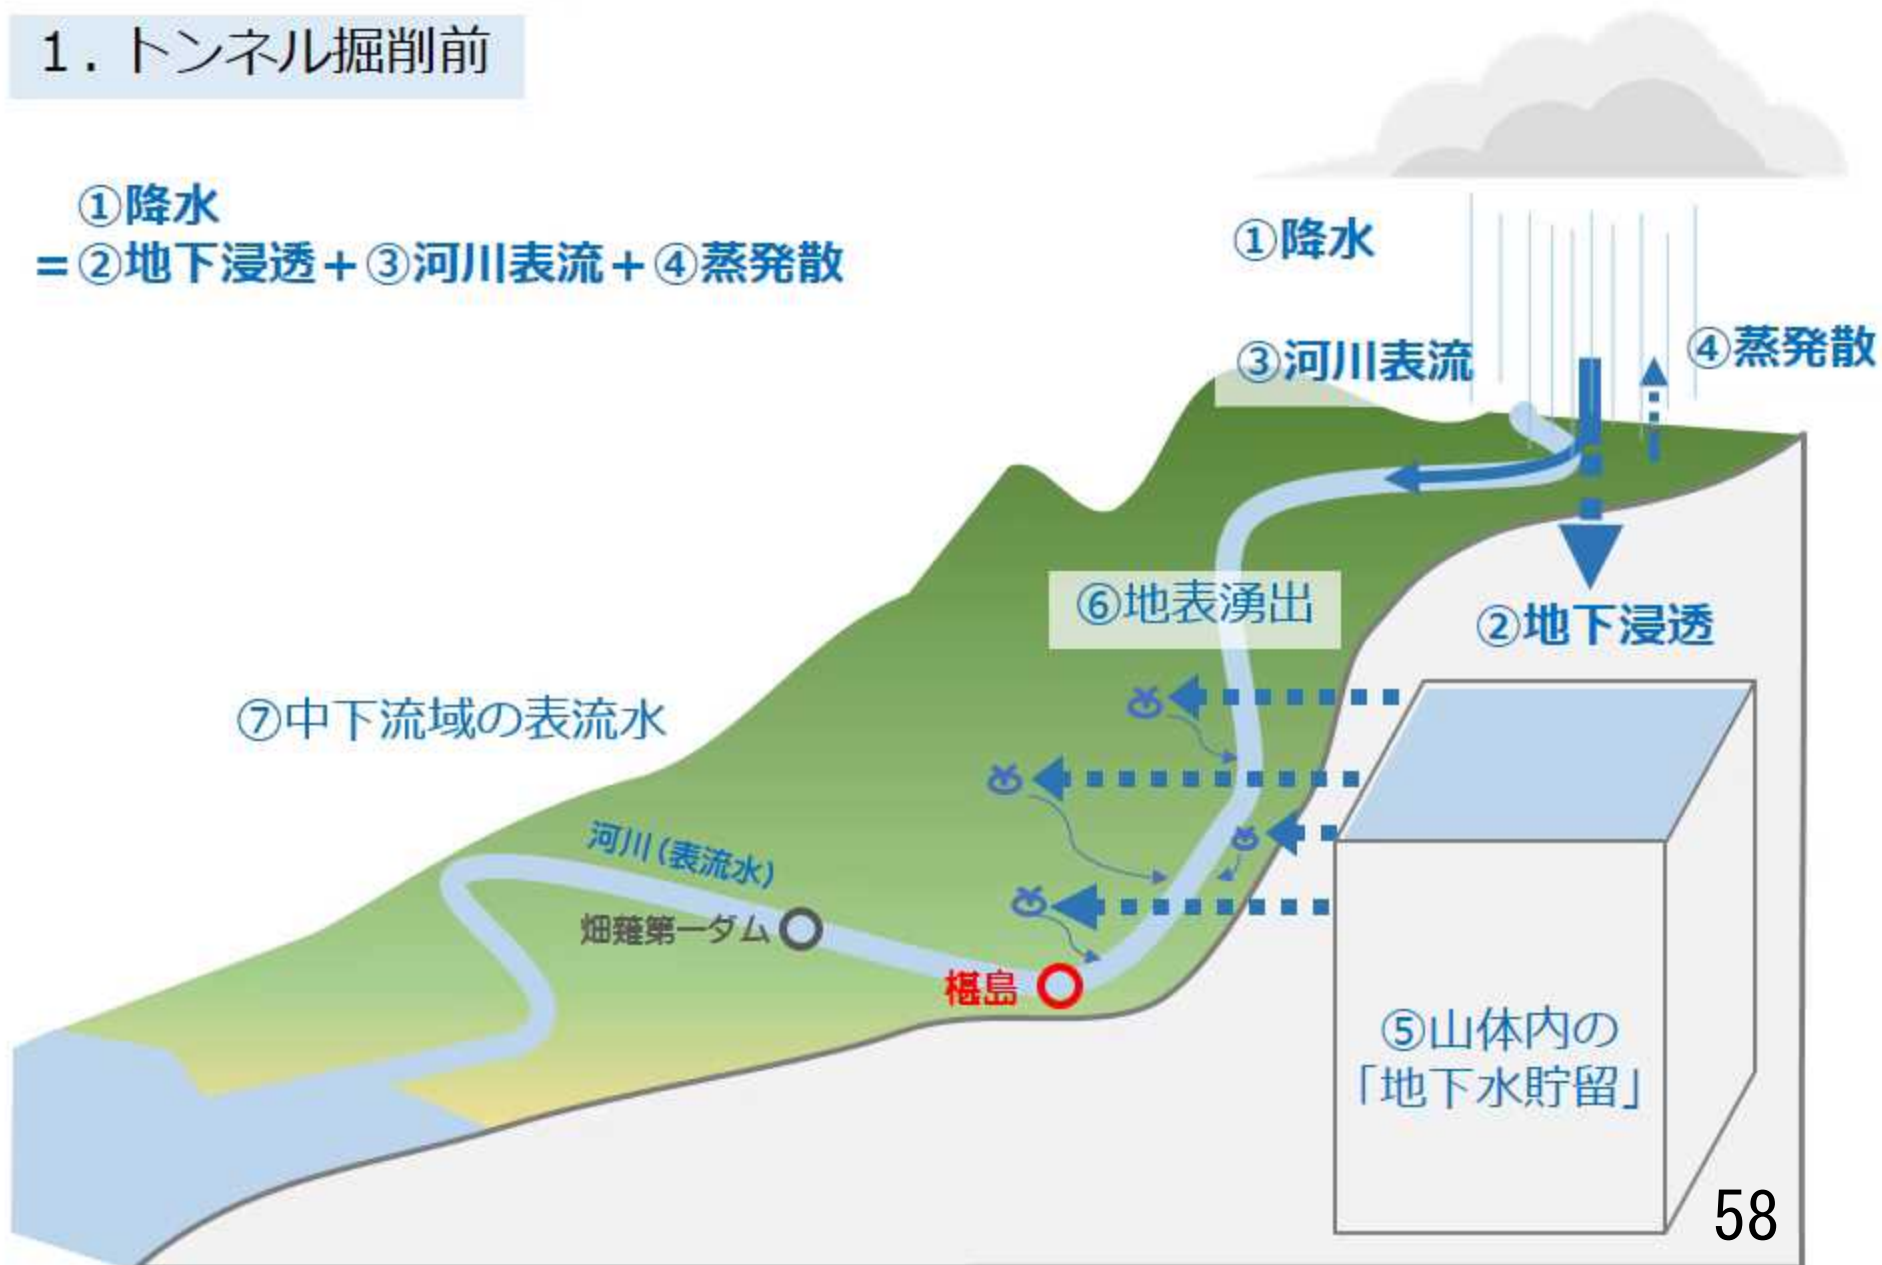 1. トンネル掘削前
①降水
=②地下浸透+③河川表流+④蒸発散
①降水
③河川表流
④蒸発散
⑥地表湧出
②地下浸透
⑦中下流域の表流水
河川(表流水)
畑薙第一ダム
椹島
⑤山体内の
「地下水貯留」
58